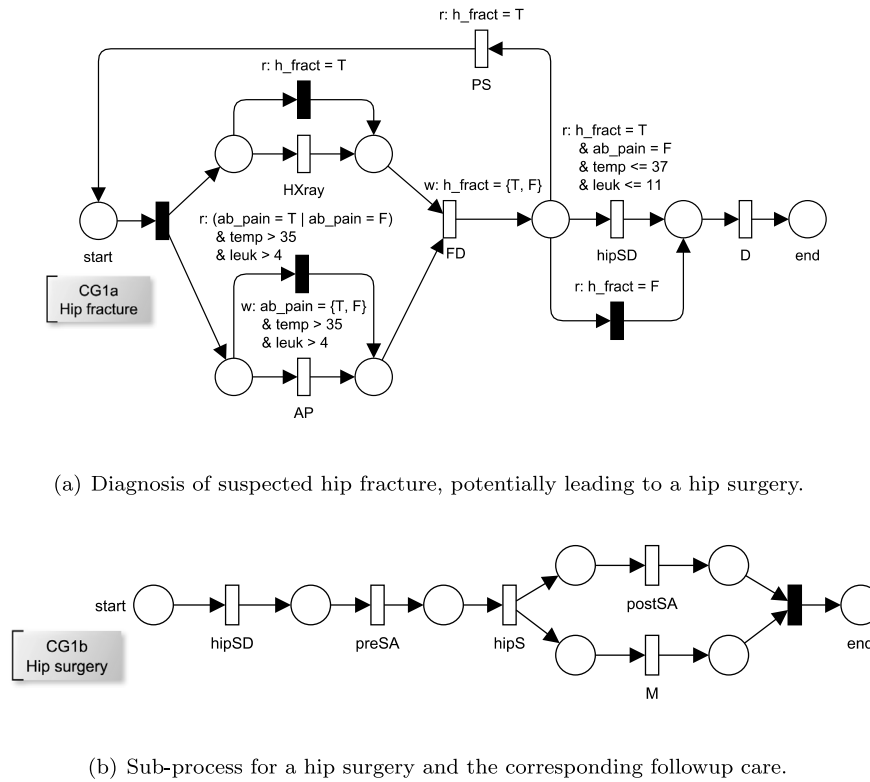 r: h_fract = T
PS
r: h_fract = T
HXray
r: h_fract = T
& ab_pain = F
& temp <= 37
& leuk <= 11
w: h_fract = {T, F}
r: (ab_pain = T | ab_pain = F)
& temp > 35
& leuk > 4
start
FD
hipSD
D
end
CG1a
Hip fracture
r: h_fract = F
w: ab_pain = {T, F}
& temp > 35
& leuk > 4
AP
(a) Diagnosis of suspected hip fracture, potentially leading to a hip surgery.
start
hipSD
preSA
hipS
postSA
M
end
CG1b
Hip surgery
(b) Sub-process for a hip surgery and the corresponding followup care.